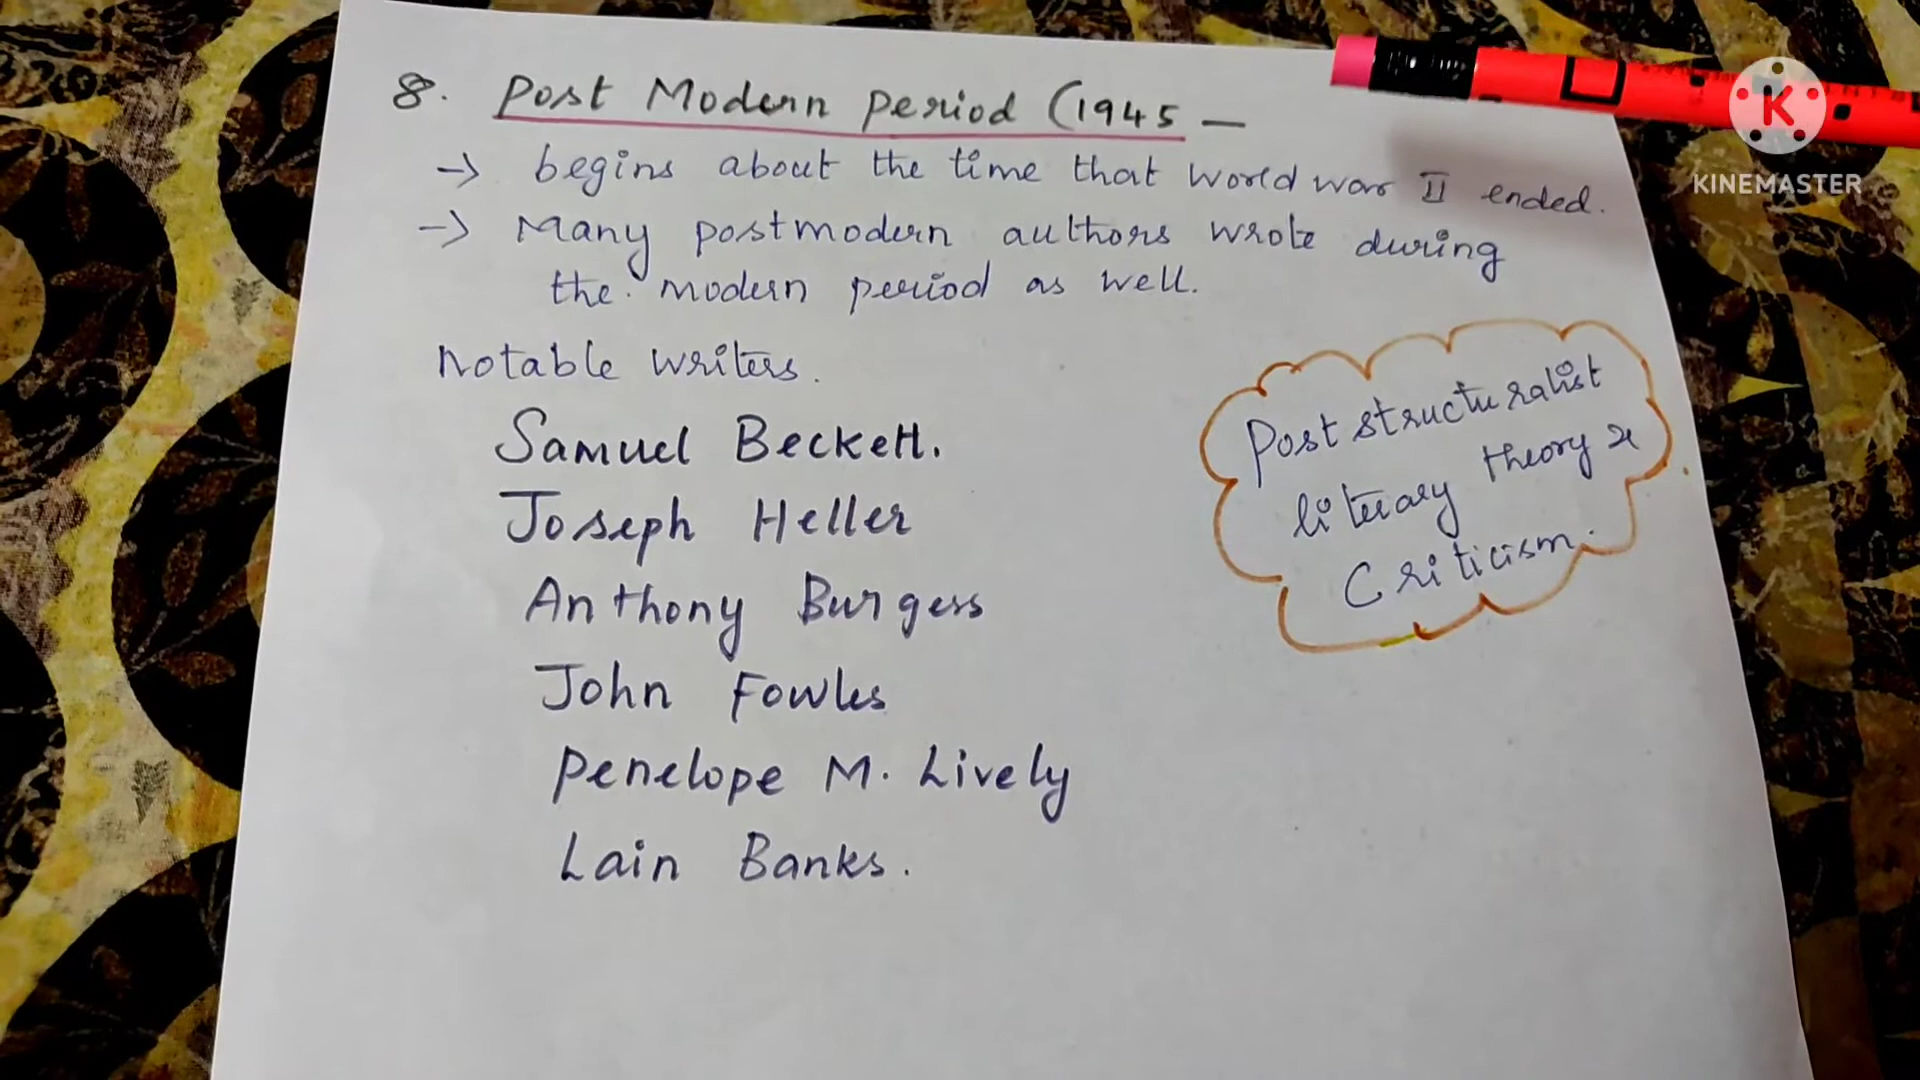 8. Post Modern Period (1945 —
→ begins about the time that World War II ended.
→ Many postmodern authors wrote during
the modern period as well.
Notable writers.
Samuel Beckett.
Joseph Heller
Anthony Burgess
John Fowles
Penelope M. Lively
Lain Banks.
Post structuralist
literary theory &
Criticism.
K
KINEMASTER